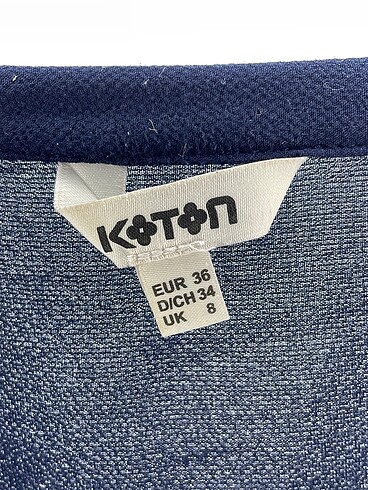 KOTON
EUR 36
D/CH 34
UK 8